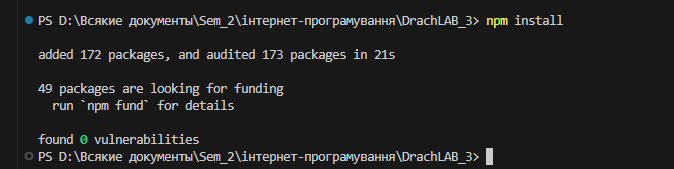 PS D:\Всякие документы\Sem_2\інтернет-програмування\DrachLAB_3> npm install
added 172 packages, and audited 173 packages in 21s
49 packages are looking for funding
run `npm fund` for details
found 0 vulnerabilities
PS D:\Всякие документы\Sem_2\інтернет-програмування\DrachLAB_3>